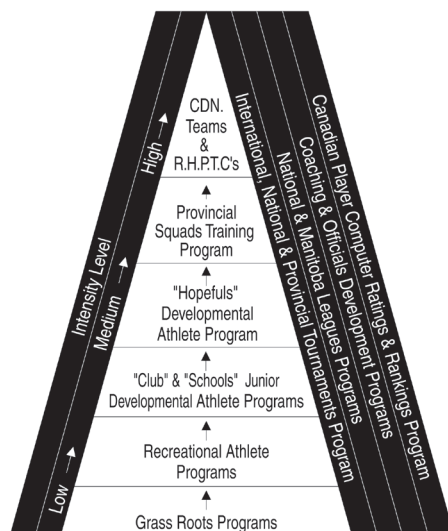 CDN.
Teams
&
R.H.P.T.C's
Provincial
Squads Training
Program
"Hopefuls"
Developmental
Athlete Program
"Club" & "Schools" Junior
Developmental Athlete Programs
Recreational Athlete
Programs
Grass Roots Programs
Intensity Level
High
Medium
Low
International, National & Provincial Tournaments Program
National & Manitoba Leagues Programs
Coaching & Officials Development Programs
Canadian Player Computer Ratings & Rankings Program